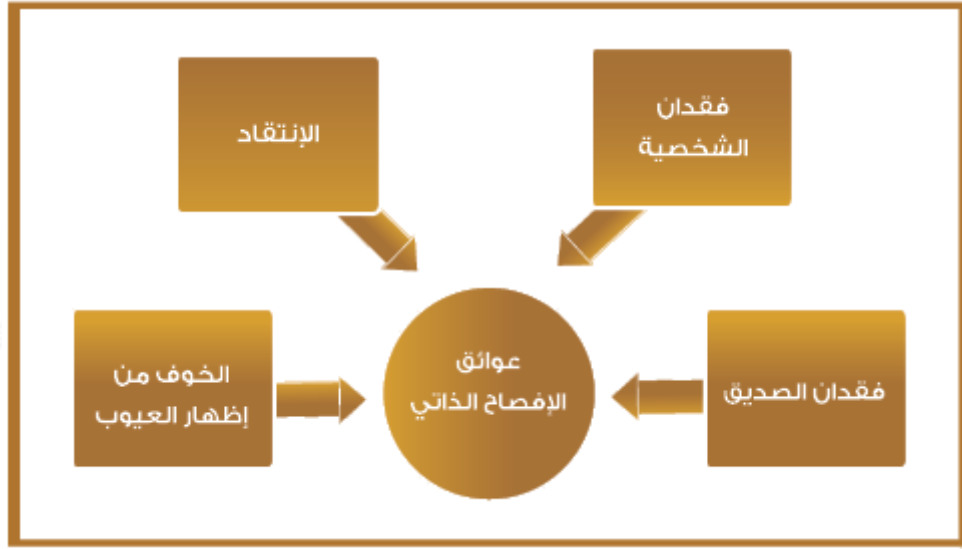 فقدان
الشخصية
الإنتقاد
عوائق
الإفصاح الذاتي
فقدان الصديق
الخوف من
إظهار العيوب